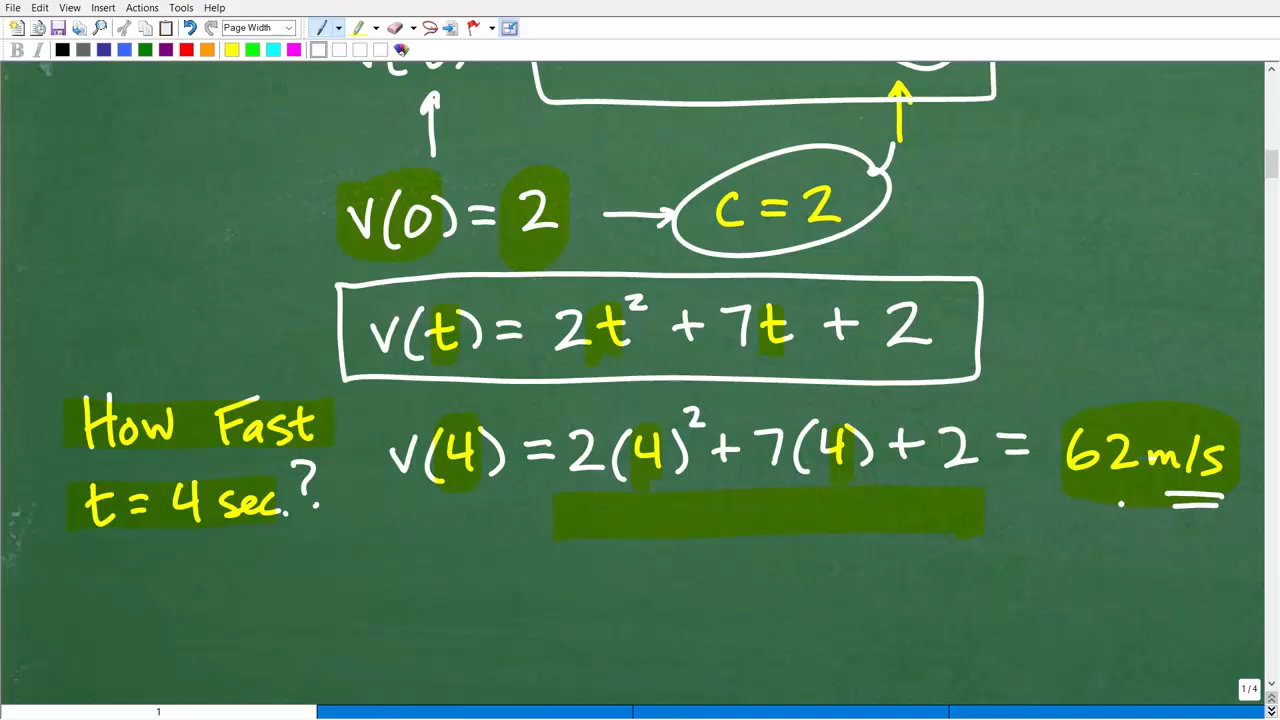 File Edit View Insert Actions Tools Help
Page Width
B I
v(0) = 2 → c = 2
v(t) = 2t² + 7t + 2
How Fast
t = 4 sec.?
v(4) = 2(4)² + 7(4) + 2 = 62 m/s
1/4
1